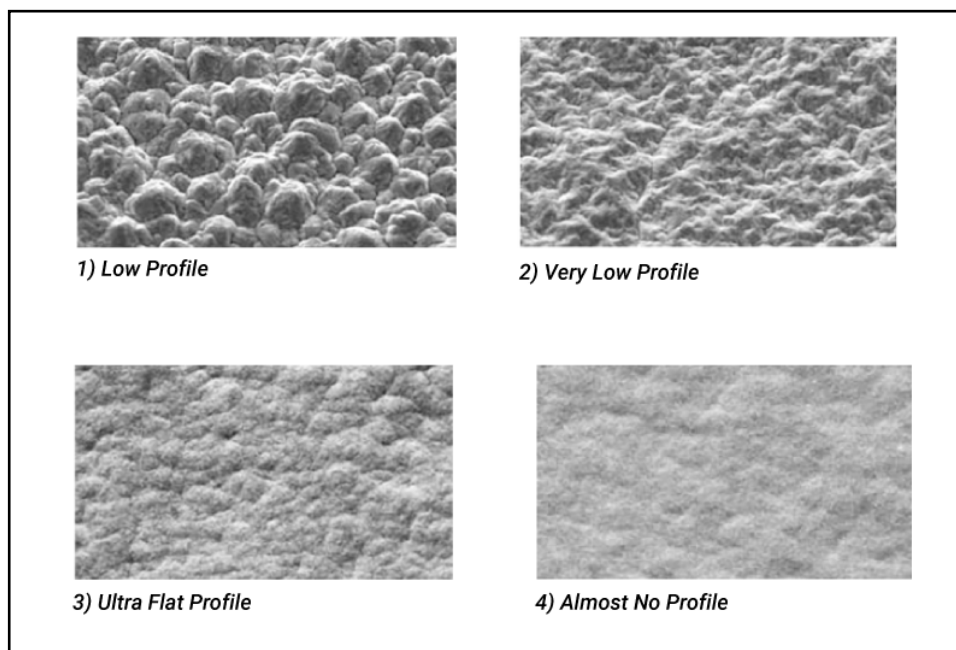 1) Low Profile
2) Very Low Profile
3) Ultra Flat Profile
4) Almost No Profile